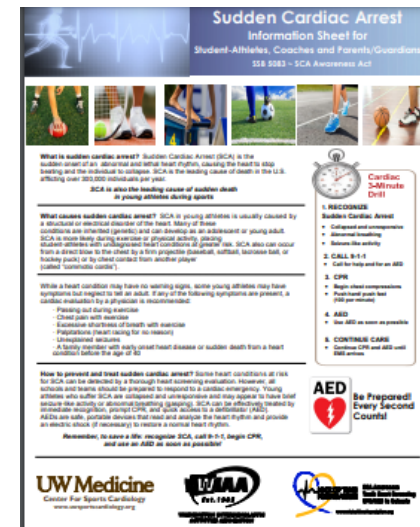 Sudden Cardiac Arrest
Information Sheet for
Student-Athletes, Coaches and Parents/Guardians
SSB 5083 ~ SCA Awareness Act
What is sudden cardiac arrest? Sudden Cardiac Arrest (SCA) is the
sudden onset of an abnormal and lethal heart rhythm, causing the heart to stop
beating and the individual to collapse. SCA is the leading cause of death in the U.S.
affecting over 300,000 individuals per year.
SCA is also the leading cause of sudden death
in young athletes during sports
What causes sudden cardiac arrest? SCA in young athletes is usually caused by
a structural or electrical disorder of the heart. Many of these
conditions are inherited (genetic) and can develop as an adolescent or young adult.
SCA is more likely during exercise or physical activity, placing
student-athletes with undiagnosed heart conditions at greater risk. SCA also can occur
from a direct blow to the chest by a firm projectile (baseball, softball, lacrosse ball, or
hockey puck) or by chest contact from another player
(called "commotio cordis").
While a heart condition may have no warning signs, some young athletes may have
symptoms but neglect to tell an adult. If any of the following symptoms are present, a
cardiac evaluation by a physician is recommended:
· Passing out during exercise
· Chest pain with exercise
· Excessive shortness of breath with exercise
· Palpitations (heart racing for no reason)
· Unexplained seizures
· A family member with early onset heart disease or sudden death from a heart
condition before the age of 40
How to prevent and treat sudden cardiac arrest? Some heart conditions at risk
for SCA can be detected by a thorough heart screening evaluation. However, all
schools and teams should be prepared to respond to a cardiac emergency. Young
athletes who suffer SCA are collapsed and unresponsive and may appear to have brief
seizure-like activity or abnormal breathing (gasping). SCA can be effectively treated by
immediate recognition, prompt CPR, and quick access to a defibrillator (AED).
AEDs are safe, portable devices that read and analyze the heart rhythm and provide
an electric shock (if necessary) to restore a normal heart rhythm.
Remember, to save a life: recognize SCA, call 9-1-1, begin CPR,
and use an AED as soon as possible!
Cardiac
3-Minute
Drill
1. RECOGNIZE
Sudden Cardiac Arrest
• Collapsed and unresponsive
• Abnormal breathing
• Seizure-like activity
2. CALL 9-1-1
• Call for help and for an AED
3. CPR
• Begin chest compressions
• Push hard/push fast
(100 per minute)
4. AED
• Use AED as soon as possible
5. CONTINUE CARE
• Continue CPR and AED until
EMS arrives
AED
Be Prepared!
Every Second
Counts!
UW Medicine
Center For Sports Cardiology
www.uwsportscardiology.org
WIAA
Est. 1905